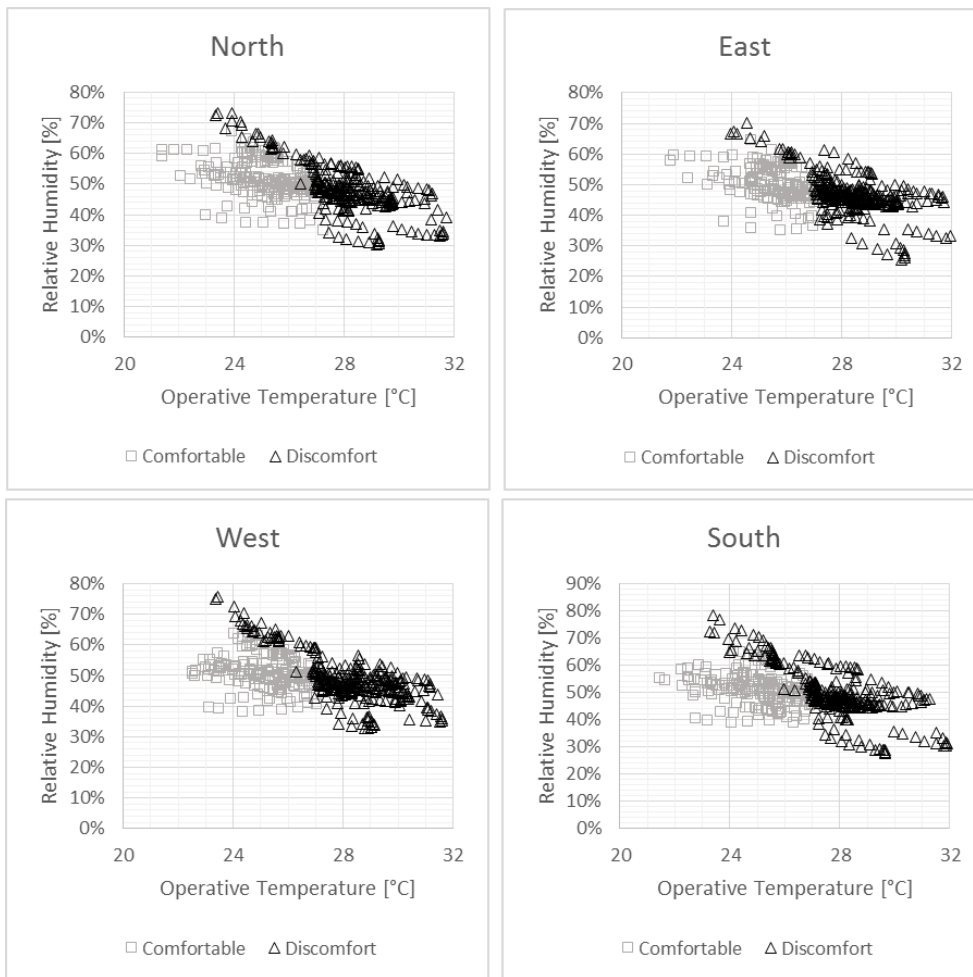 North
80%
70%
60%
50%
40%
30%
20%
10%
0%
Relative Humidity [%]
20 24 28 32
Operative Temperature [°C]
Comfortable Discomfort
East
80%
70%
60%
50%
40%
30%
20%
10%
0%
Relative Humidity [%]
20 24 28 32
Operative Temperature [°C]
Comfortable Discomfort
West
80%
70%
60%
50%
40%
30%
20%
10%
0%
Relative Humidity [%]
20 24 28 32
Operative Temperature [°C]
Comfortable Discomfort
South
90%
80%
70%
60%
50%
40%
30%
20%
10%
0%
Relative Humidity [%]
20 24 28 32
Operative Temperature [°C]
Comfortable Discomfort